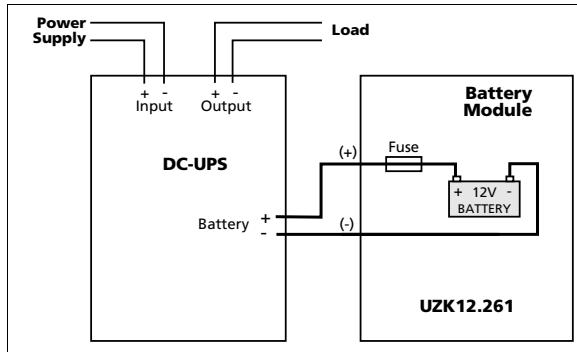 Power
Supply
Load
+ - + -
Input Output
DC-UPS
Battery
+
-
(+)
(-)
Battery
Module
Fuse
+ 12V -
BATTERY
UZK12.261